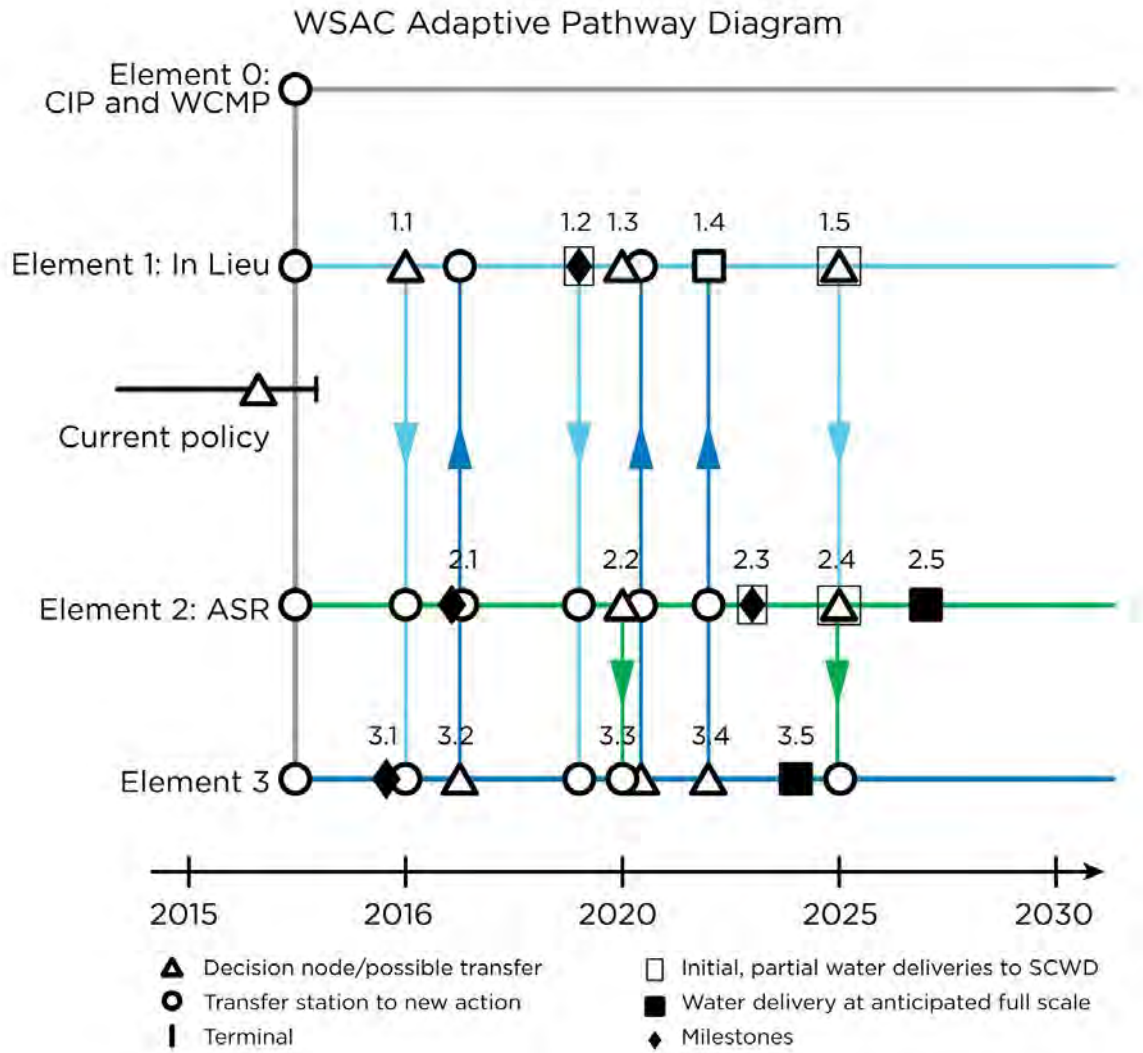 WSAC Adaptive Pathway Diagram
Element 0:
CIP and WCMP
1.1 1.2 1.3 1.4 1.5
Element 1: In Lieu
Current policy
2.1 2.2 2.3 2.4 2.5
Element 2: ASR
3.1 3.2 3.3 3.4 3.5
Element 3
2015 2016 2020 2025 2030
Decision node/possible transfer
Transfer station to new action
Terminal
Initial, partial water deliveries to SCWD
Water delivery at anticipated full scale
Milestones